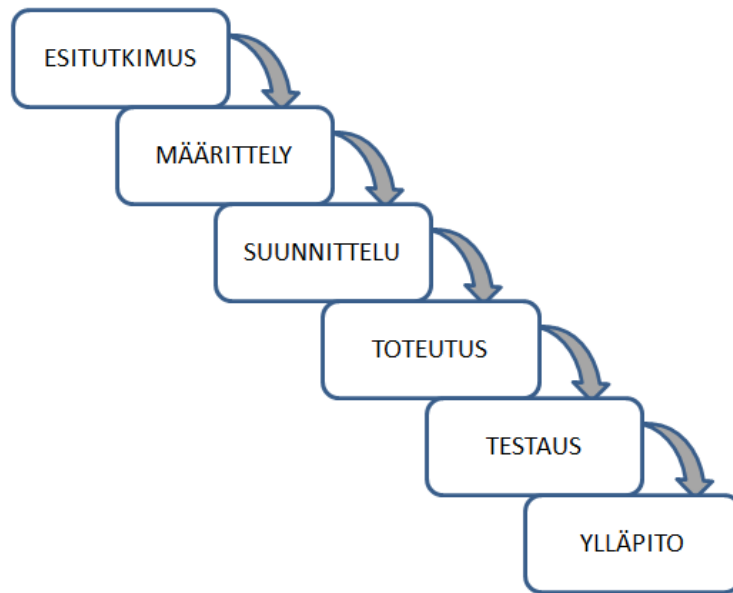 ESITUTKIMUS
MÄÄRITTELY
SUUNNITTELU
TOTEUTUS
TESTAUS
YLLÄPITO